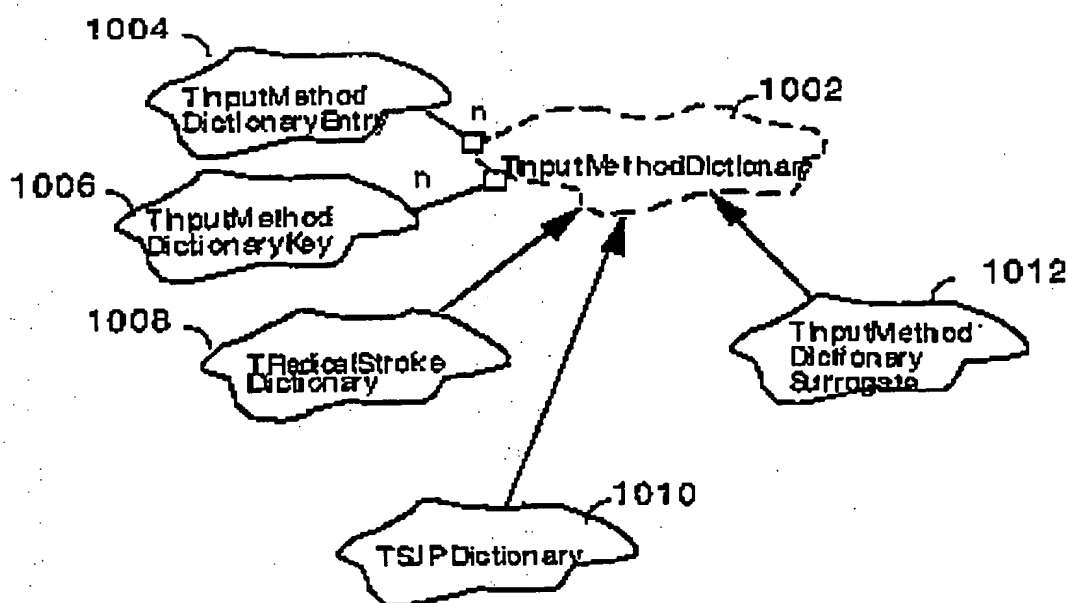 1004
TInputMethod
DictionaryEntry
n
1002
TInputMethodDictionary
1006
n
TInputMethod
DictionaryKey
1012
1008
TInputMethod
Dictionary
Surrogate
TRadicalStroke
Dictionary
1010
TSJPDictionary